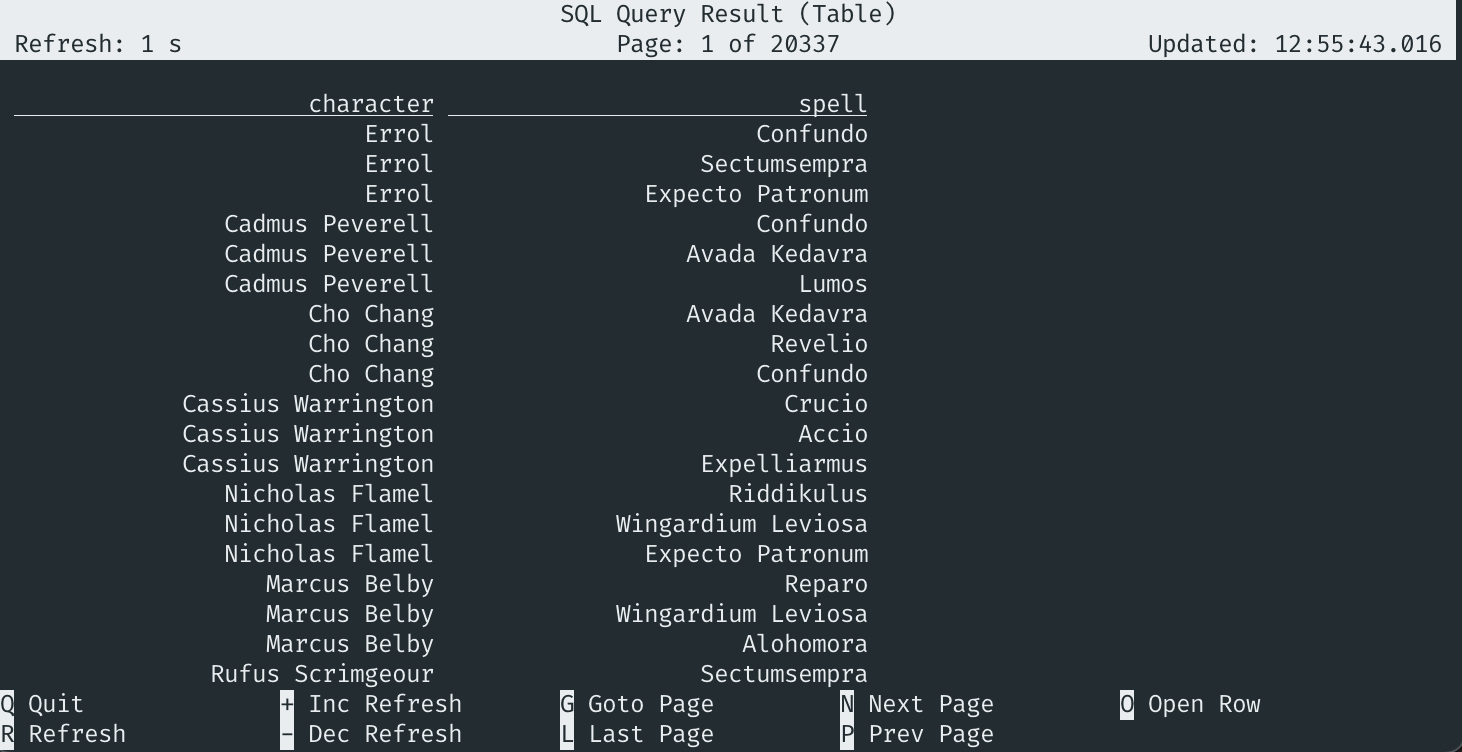 SQL Query Result (Table)
Refresh: 1 s Page: 1 of 20337 Updated: 12:55:43.016
character spell
Errol Confundo
Errol Sectumsempra
Errol Expecto Patronum
Cadmus Peverell Confundo
Cadmus Peverell Avada Kedavra
Cadmus Peverell Lumos
Cho Chang Avada Kedavra
Cho Chang Revelio
Cho Chang Confundo
Cassius Warrington Crucio
Cassius Warrington Accio
Cassius Warrington Expelliarmus
Nicholas Flamel Riddikulus
Nicholas Flamel Wingardium Leviosa
Nicholas Flamel Expecto Patronum
Marcus Belby Reparo
Marcus Belby Wingardium Leviosa
Marcus Belby Alohomora
Rufus Scrimgeour Sectumsempra
Q Quit + Inc Refresh G Goto Page N Next Page O Open Row
R Refresh - Dec Refresh L Last Page P Prev Page